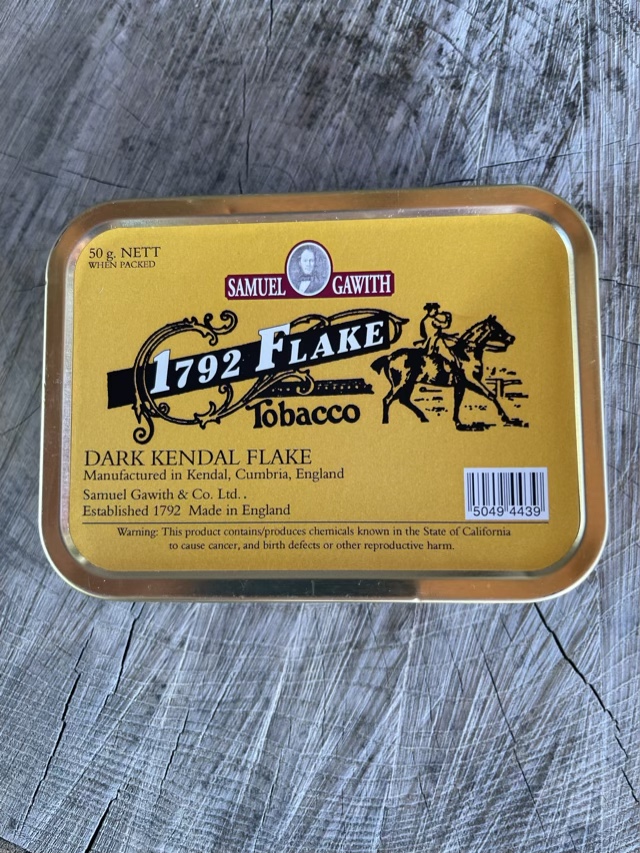 50 g. NETT
WHEN PACKED
SAMUEL GAWITH
1792 FLAKE
Tobacco
DARK KENDAL FLAKE
Manufactured in Kendal, Cumbria, England
Samuel Gawith & Co. Ltd. .
Established 1792 Made in England
5049 4439
Warning: This product contains/produces chemicals known in the State of California
to cause cancer, and birth defects or other reproductive harm.